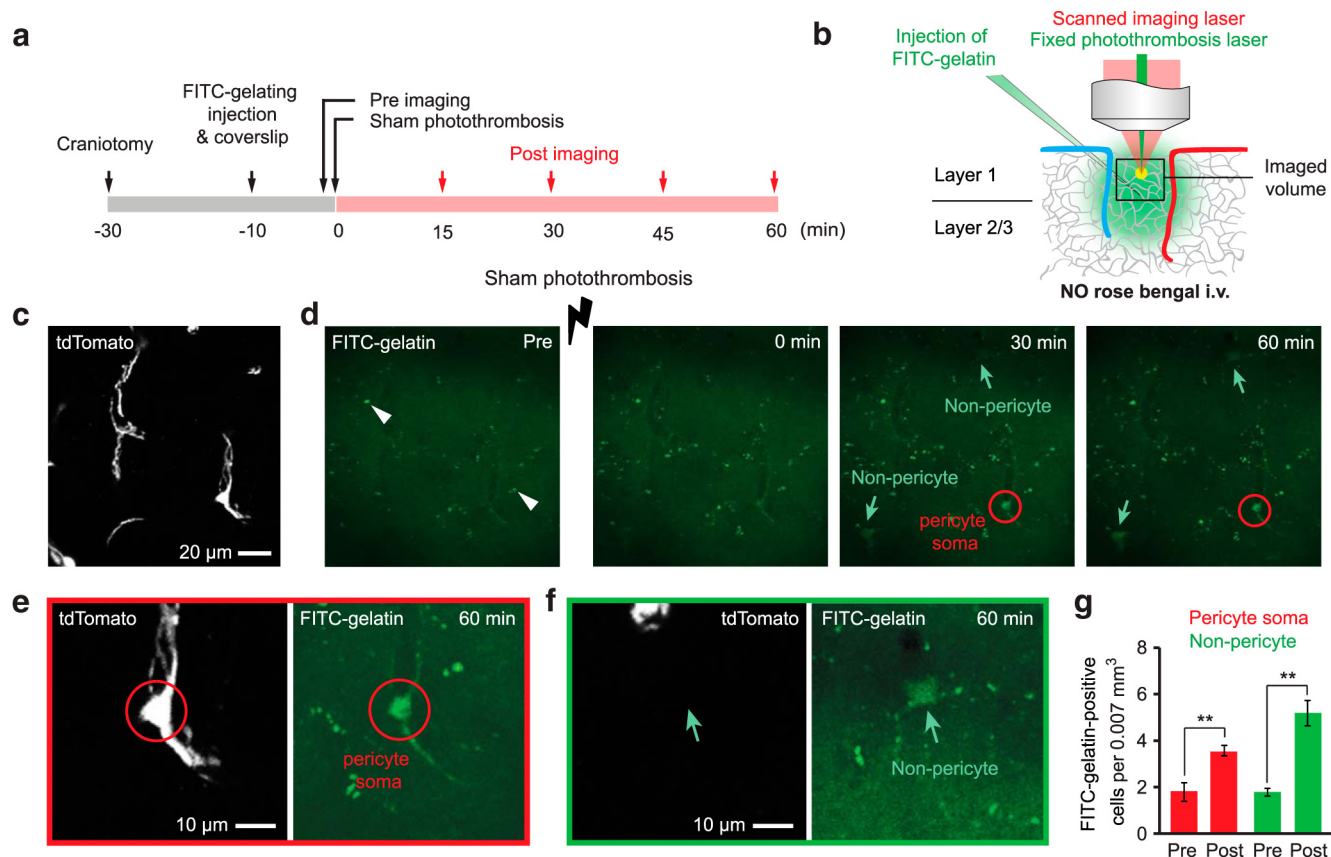 a
FITC-gelating
injection
& coverslip
Craniotomy
Pre imaging
Sham photothrombosis
Post imaging
-30
-10
0
15
30
45
60
(min)
b
Scanned imaging laser
Fixed photothrombosis laser
Injection of
FITC-gelatin
Layer 1
Layer 2/3
Imaged
volume
NO rose bengal i.v.
Sham photothrombosis
c
tdTomato
20 µm
d
FITC-gelatin
Pre
0 min
30 min
Non-pericyte
Non-pericyte
pericyte
soma
60 min
e
tdTomato
10 µm
FITC-gelatin
60 min
pericyte
soma
f
tdTomato
10 µm
FITC-gelatin
60 min
Non-pericyte
g
Pericyte soma
Non-pericyte
FITC-gelatin-positive
cells per 0.007 mm³
8
6
4
2
0
**
**
Pre Post Pre Post